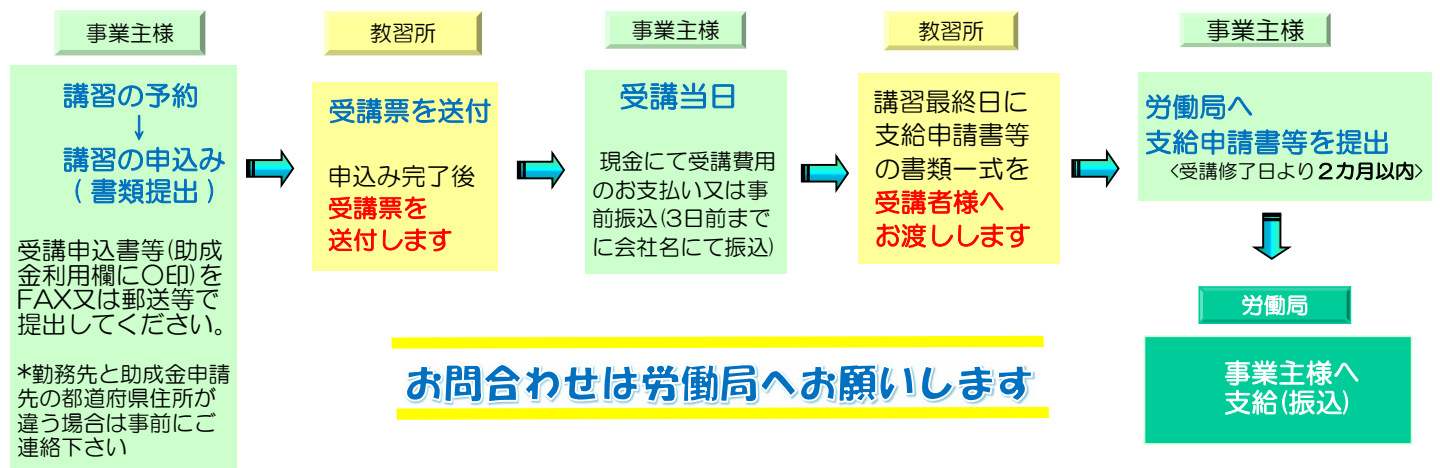 事業主様
講習の予約
↓
講習の申込み
( 書類提出 )
受講申込書等(助成
金利用欄に〇印)を
FAX又は郵送等で
提出してください。
*勤務先と助成金申請
先の都道府県住所が
違う場合は事前にご
連絡下さい
教習所
受講票を送付
申込み完了後
受講票を
送付します
事業主様
受講当日
現金にて受講費用
のお支払い又は事
前振込(3日前まで
に会社名にて振込)
教習所
講習最終日に
支給申請書等
の書類一式を
受講者様へ
お渡しします
事業主様
労働局へ
支給申請書等を提出
<受講修了日より2カ月以内>
労働局
事業主様へ
支給(振込)
お問合わせは労働局へお願いします